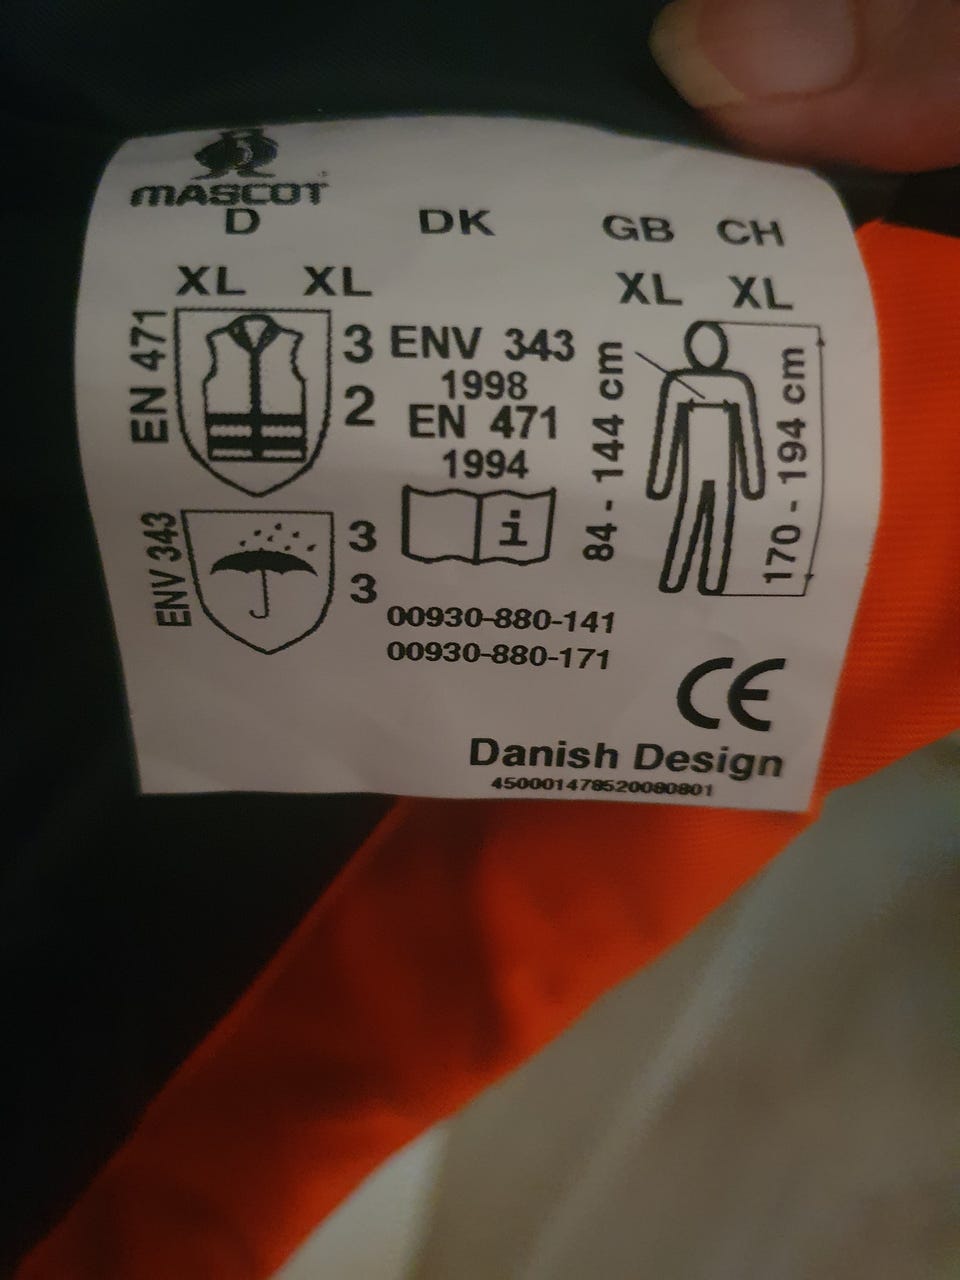 MASCOT
D DK GB CH
XL XL XL XL
EN 471
3
2
ENV 343
1998
EN 471
1994
84 - 144 cm
170 - 194 cm
ENV 343
3
3
i
00930-880-141
00930-880-171
CE
Danish Design
450001478520080801